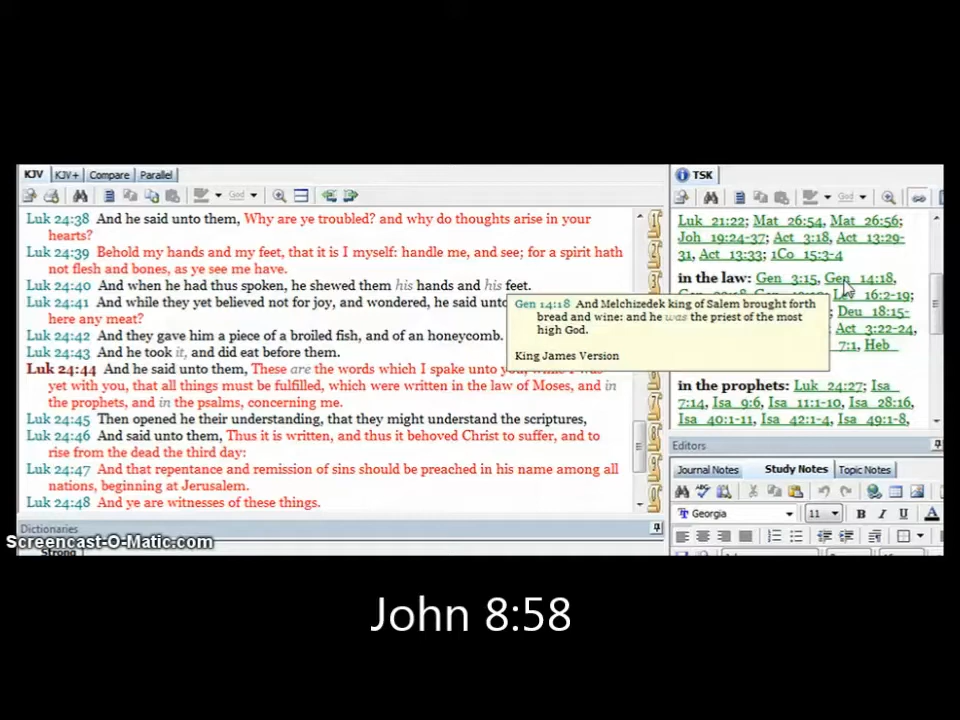 KJV KJV+ Compare Parallel
Luk 24:38 And he said unto them, Why are ye troubled? and why do thoughts arise in your
hearts?
Luk 24:39 Behold my hands and my feet, that it is I myself: handle me, and see; for a spirit hath
not flesh and bones, as ye see me have.
Luk 24:40 And when he had thus spoken, he shewed them his hands and his feet.
Luk 24:41 And while they yet believed not for joy, and wondered, he said unto
here any meat?
Luk 24:42 And they gave him a piece of a broiled fish, and of an honeycomb.
Luk 24:43 And he took it, and did eat before them.
Luk 24:44 And he said unto them, These are the words which I spake unto
yet with you, that all things must be fulfilled, which were written in the law of Moses, and in
the prophets, and in the psalms, concerning me.
Luk 24:45 Then opened he their understanding, that they might understand the scriptures,
Luk 24:46 And said unto them, Thus it is written, and thus it behoved Christ to suffer, and to
rise from the dead the third day:
Luk 24:47 And that repentance and remission of sins should be preached in his name among all
nations, beginning at Jerusalem.
Luk 24:48 And ye are witnesses of these things.
Gen 14:18 And Melchizedek king of Salem brought forth
bread and wine: and he was the priest of the most
high God.
King James Version
TSK
Luk 21:22; Mat 26:54, Mat 26:56;
Joh 19:24-37; Act 3:18, Act 13:29-
31, Act 13:33; 1Co 15:3-4
in the law: Gen 3:15, Gen 14:18,
16:2-19;
Deu 18:15-
Act 3:22-24,
7:1, Heb
in the prophets: Luk 24:27; Isa
7:14, Isa 9:6, Isa 11:1-10, Isa 28:16,
Isa 40:1-11, Isa 42:1-4, Isa 49:1-8,
Editors
Journal Notes Study Notes Topic Notes
Georgia 11 B I U A
Dictionaries
Strong
Screencast-O-Matic.com
John 8:58